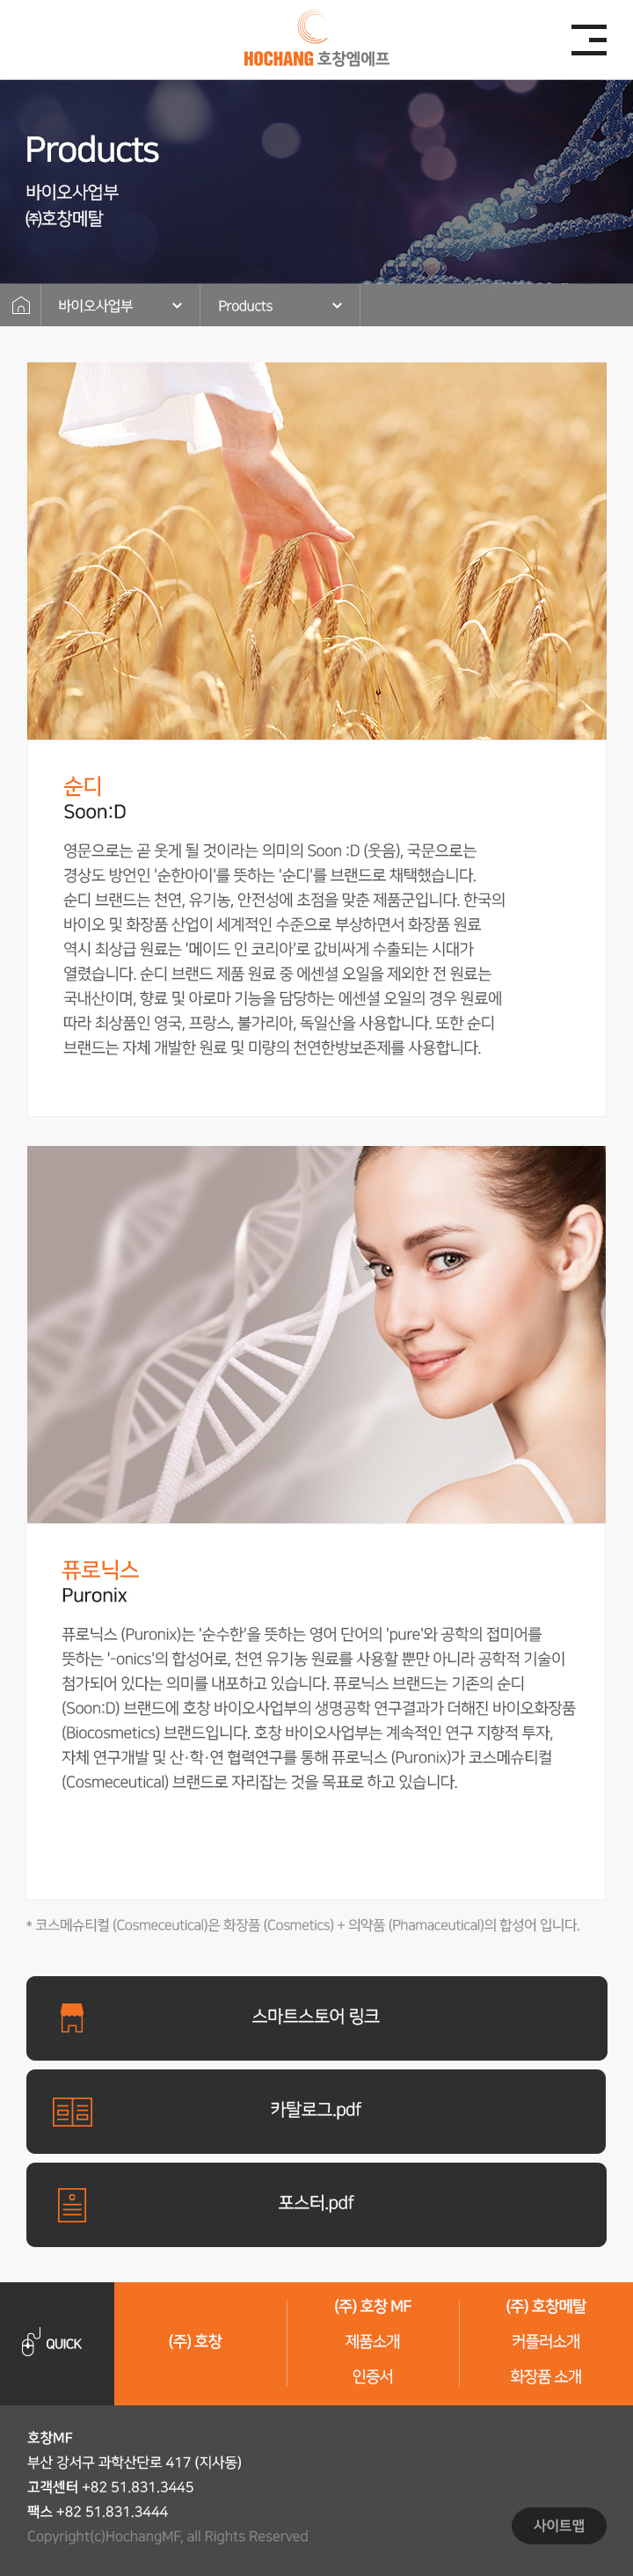 HOCHANG 호창엠에프
Products
바이오사업부
㈜호창메탈
바이오사업부
Products
순디
Soon:D
영문으로는 곧 웃게 될 것이라는 의미의 Soon :D (웃음), 국문으로는
경상도 방언인 '순한아이'를 뜻하는 '순디'를 브랜드로 채택했습니다.
순디 브랜드는 천연, 유기농, 안전성에 초점을 맞춘 제품군입니다. 한국의
바이오 및 화장품 산업이 세계적인 수준으로 부상하면서 화장품 원료
역시 최상급 원료는 '메이드 인 코리아'로 값비싸게 수출되는 시대가
열렸습니다. 순디 브랜드 제품 원료 중 에센셜 오일을 제외한 전 원료는
국내산이며, 향료 및 아로마 기능을 담당하는 에센셜 오일의 경우 원료에
따라 최상품인 영국, 프랑스, 불가리아, 독일산을 사용합니다. 또한 순디
브랜드는 자체 개발한 원료 및 미량의 천연한방보존제를 사용합니다.
퓨로닉스
Puronix
퓨로닉스 (Puronix)는 '순수한'을 뜻하는 영어 단어의 'pure'와 공학의 접미어를
뜻하는 '-onics'의 합성어로, 천연 유기농 원료를 사용할 뿐만 아니라 공학적 기술이
첨가되어 있다는 의미를 내포하고 있습니다. 퓨로닉스 브랜드는 기존의 순디
(Soon:D) 브랜드에 호창 바이오사업부의 생명공학 연구결과가 더해진 바이오화장품
(Biocosmetics) 브랜드입니다. 호창 바이오사업부는 계속적인 연구 지향적 투자,
자체 연구개발 및 산·학·연 협력연구를 통해 퓨로닉스 (Puronix)가 코스메슈티컬
(Cosmeceutical) 브랜드로 자리잡는 것을 목표로 하고 있습니다.
* 코스메슈티컬 (Cosmeceutical)은 화장품 (Cosmetics) + 의약품 (Phamaceutical)의 합성어 입니다.
스마트스토어 링크
카탈로그.pdf
포스터.pdf
QUICK
(주) 호창
(주) 호창 MF
제품소개
인증서
(주) 호창메탈
커플러소개
화장품 소개
호창MF
부산 강서구 과학산단로 417 (지사동)
고객센터 +82 51.831.3445
팩스 +82 51.831.3444
Copyright(c)HochangMF, all Rights Reserved
사이트맵